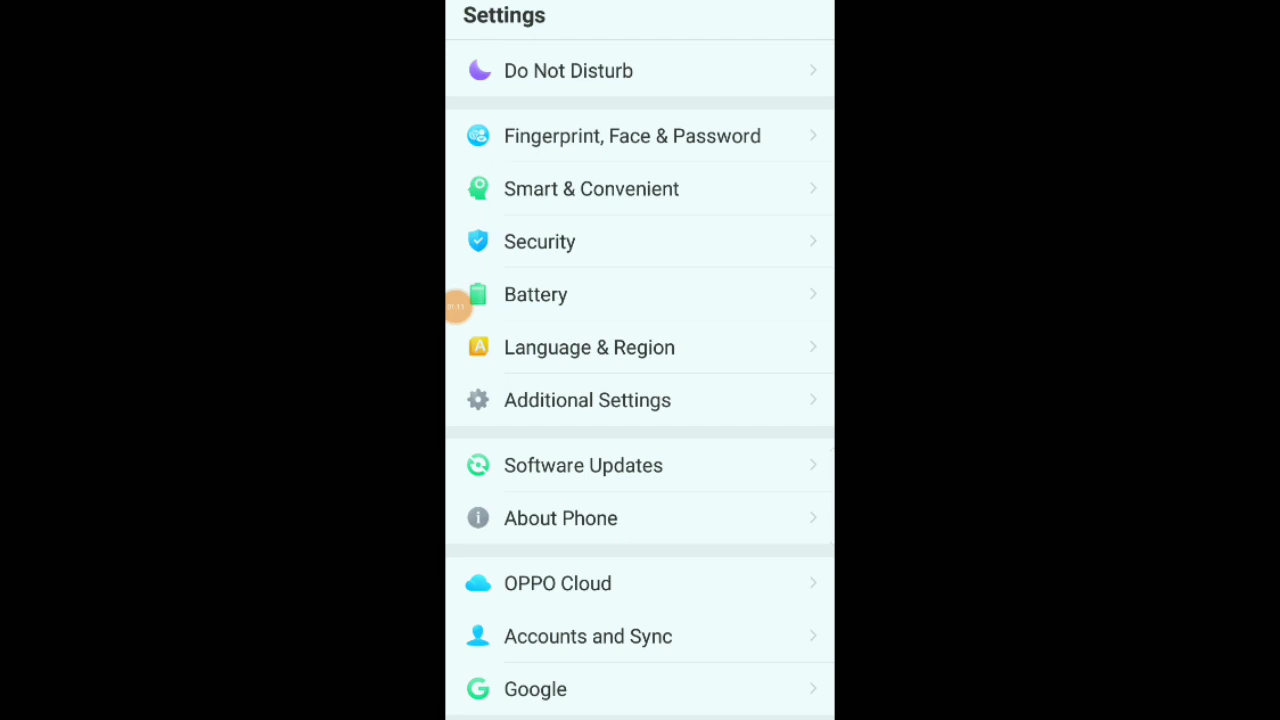 Settings
Do Not Disturb
Fingerprint, Face & Password
Smart & Convenient
Security
Battery
Language & Region
A
Additional Settings
Software Updates
About Phone
OPPO Cloud
Accounts and Sync
Google